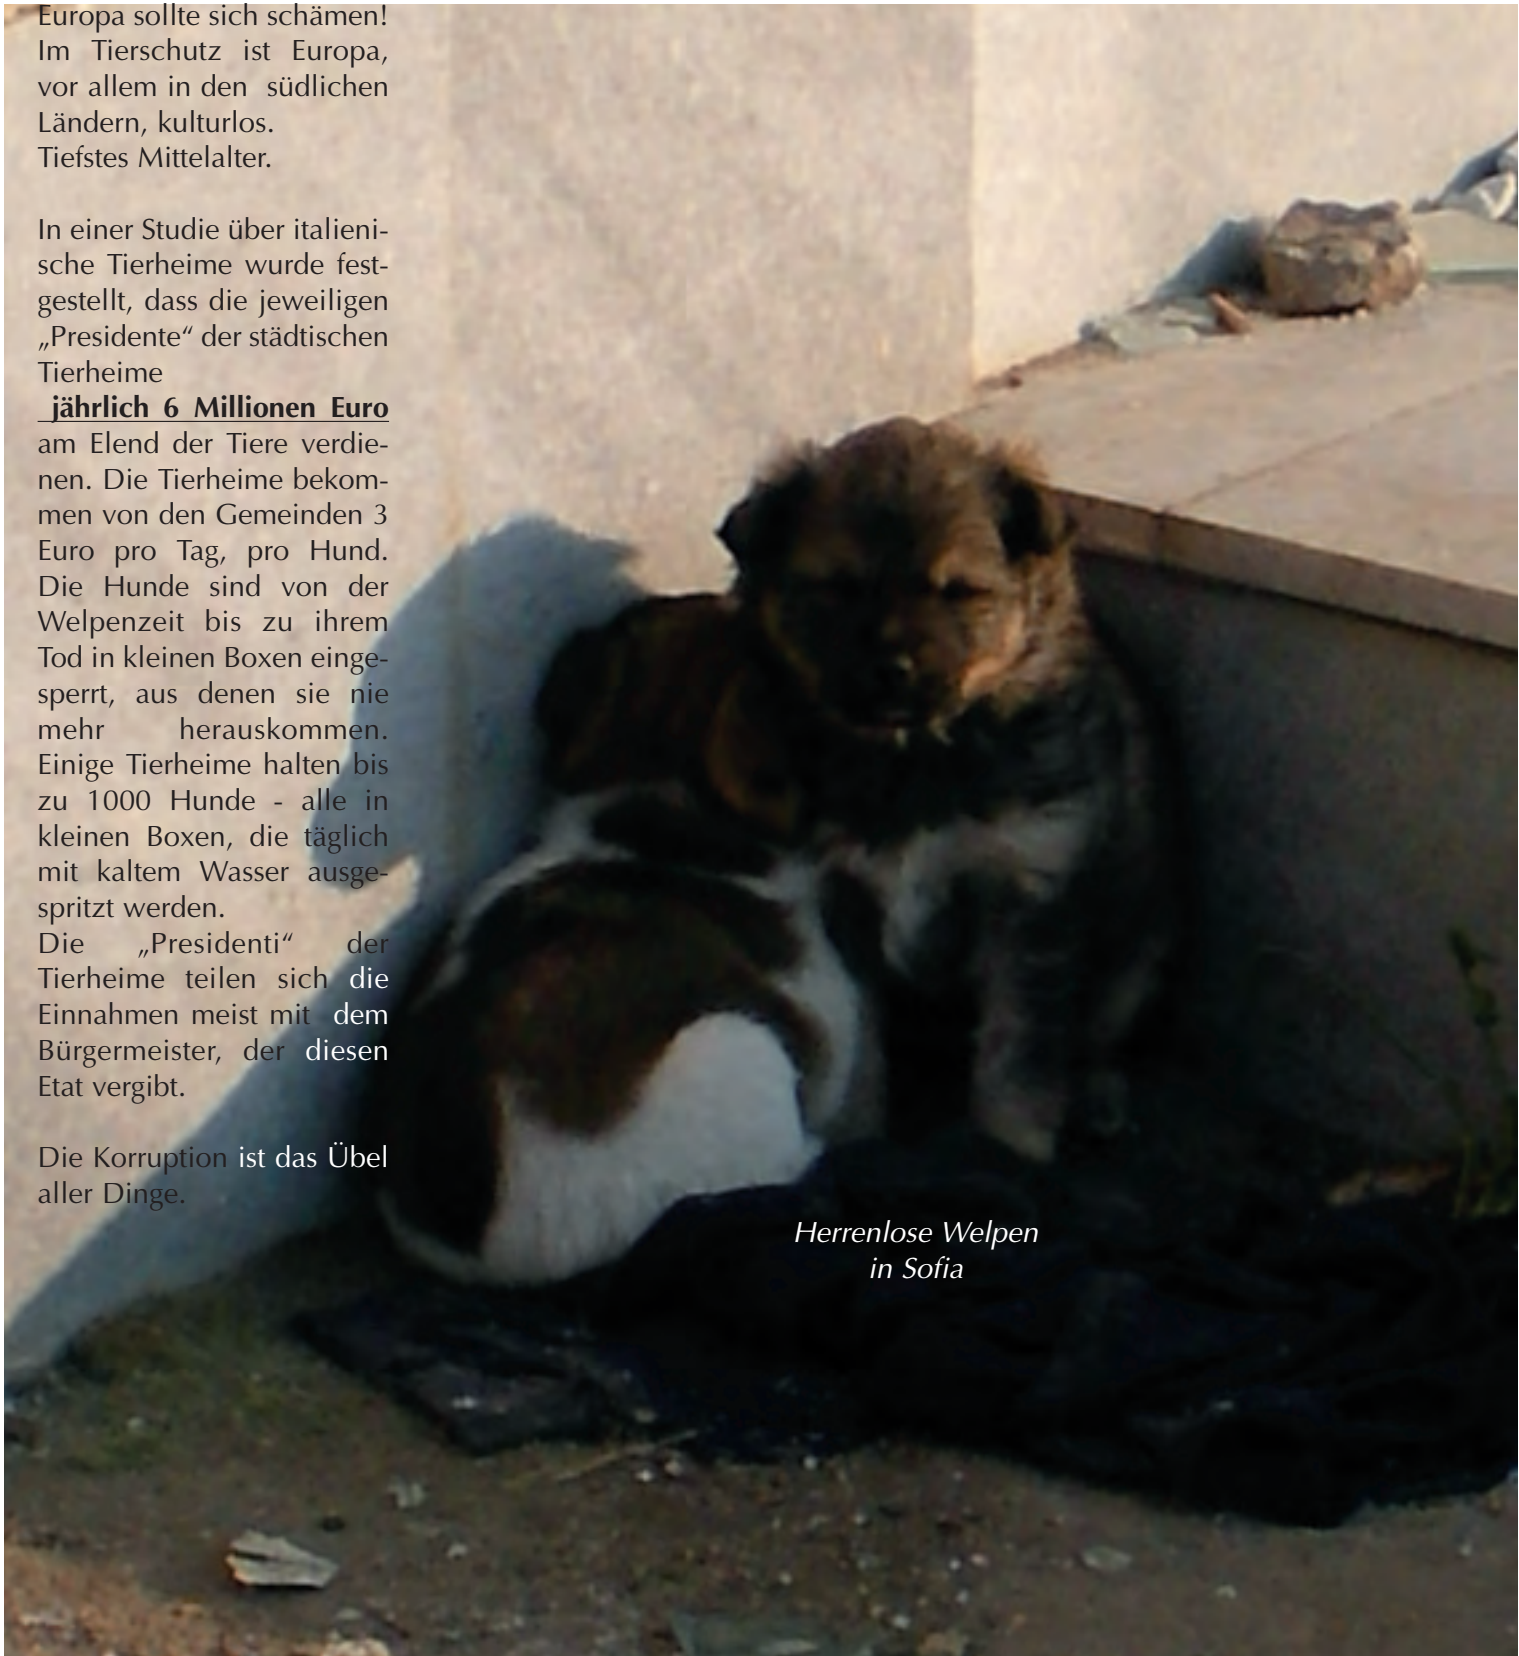 Europa sollte sich schämen!
Im Tierschutz ist Europa,
vor allem in den südlichen
Ländern, kulturlos.
Tiefstes Mittelalter.
In einer Studie über italieni-
sche Tierheime wurde fest-
gestellt, dass die jeweiligen
„Presidente“ der städtischen
Tierheime
jährlich 6 Millionen Euro
am Elend der Tiere verdie-
nen. Die Tierheime bekom-
men von den Gemeinden 3
Euro pro Tag, pro Hund.
Die Hunde sind von der
Welpenzeit bis zu ihrem
Tod in kleinen Boxen einge-
sperrt, aus denen sie nie
mehr herauskommen.
Einige Tierheime halten bis
zu 1000 Hunde - alle in
kleinen Boxen, die täglich
mit kaltem Wasser ausge-
spritzt werden.
Die „Presidenti“ der
Tierheime teilen sich die
Einnahmen meist mit dem
Bürgermeister, der diesen
Etat vergibt.
Die Korruption ist das Übel
aller Dinge.
Herrenlose Welpen
in Sofia